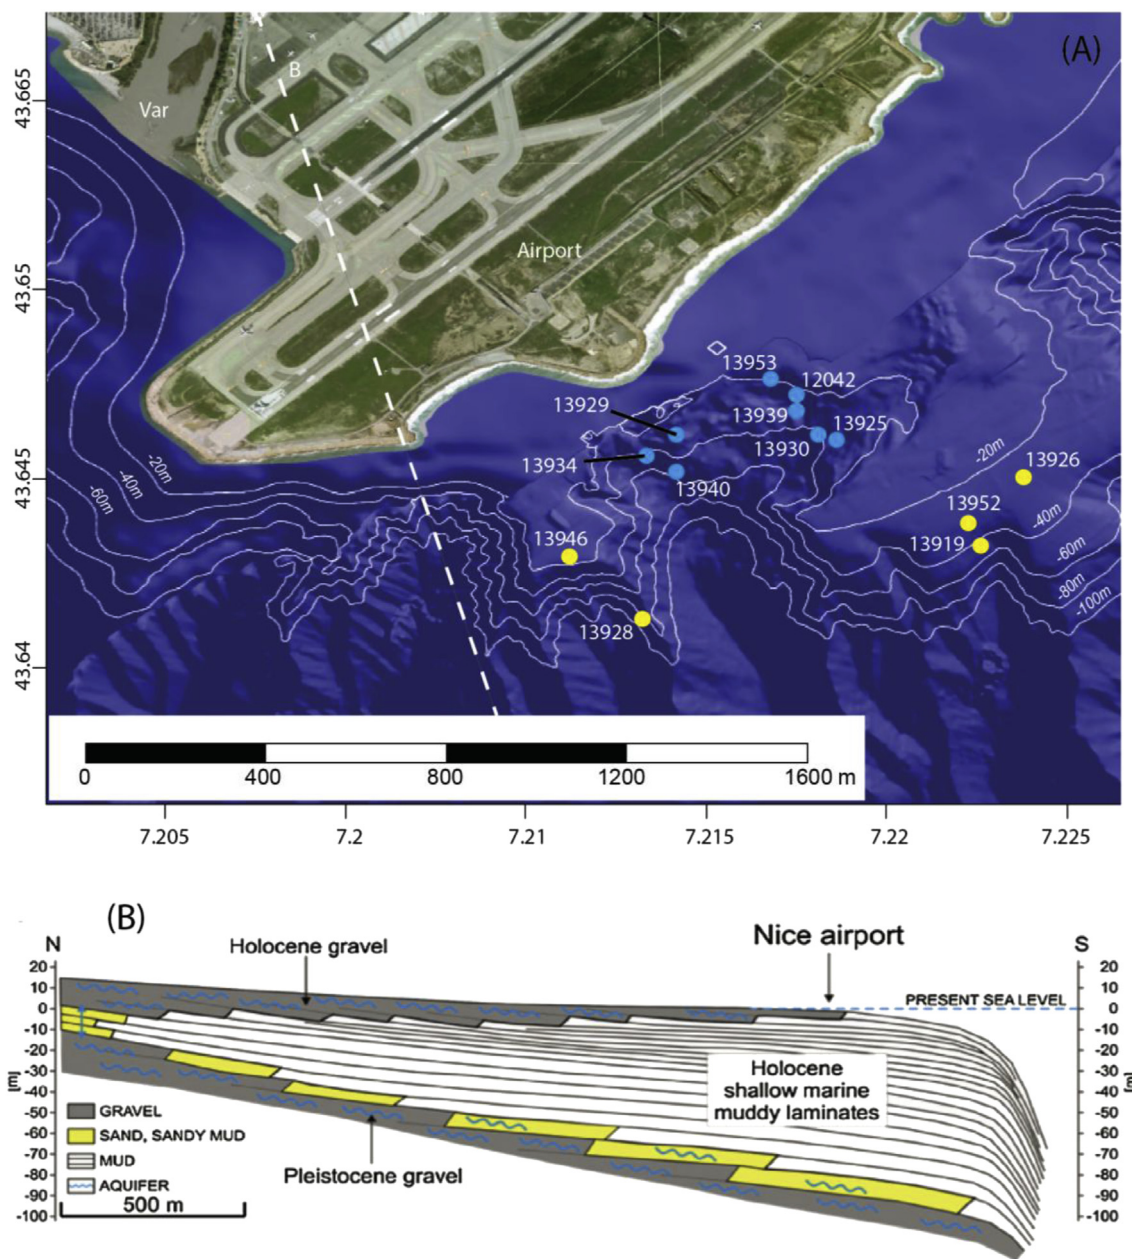 (A)
43.665
B
Var
Airport
43.65
13953
12042
13929
13939
13925
13930
13934
13940
-20m
-40m
-60m
43.645
-20m
13926
13952
-40m
13946
13919
-60m
-80m
-100m
13928
43.64
0 400 800 1200 1600 m
7.205 7.2 7.21 7.215 7.22 7.225
(B)
N Holocene gravel Nice airport S
20 20
10 10
PRESENT SEA LEVEL
0 0
-10 -10
-20 -20
-30 -30
[m] [m]
-40 -40
Holocene
shallow marine
muddy laminates
-50 GRAVEL -50
-60 SAND, SANDY MUD -60
-70 MUD -70
Pleistocene gravel
-80 AQUIFER -80
-90 500 m -90
-100 -100